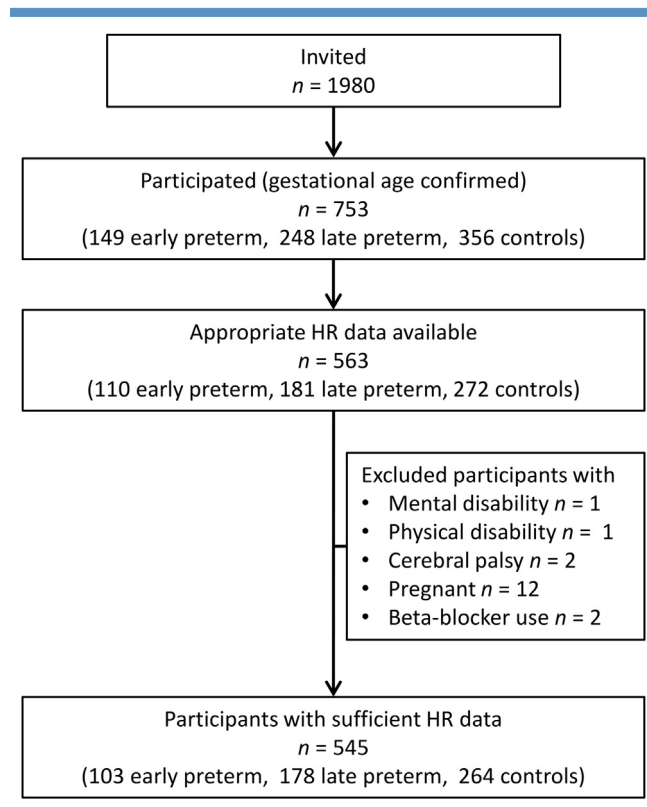 Invited
n = 1980
Participated (gestational age confirmed)
n = 753
(149 early preterm, 248 late preterm, 356 controls)
Appropriate HR data available
n = 563
(110 early preterm, 181 late preterm, 272 controls)
Excluded participants with
• Mental disability n = 1
• Physical disability n = 1
• Cerebral palsy n = 2
• Pregnant n = 12
• Beta-blocker use n = 2
Participants with sufficient HR data
n = 545
(103 early preterm, 178 late preterm, 264 controls)